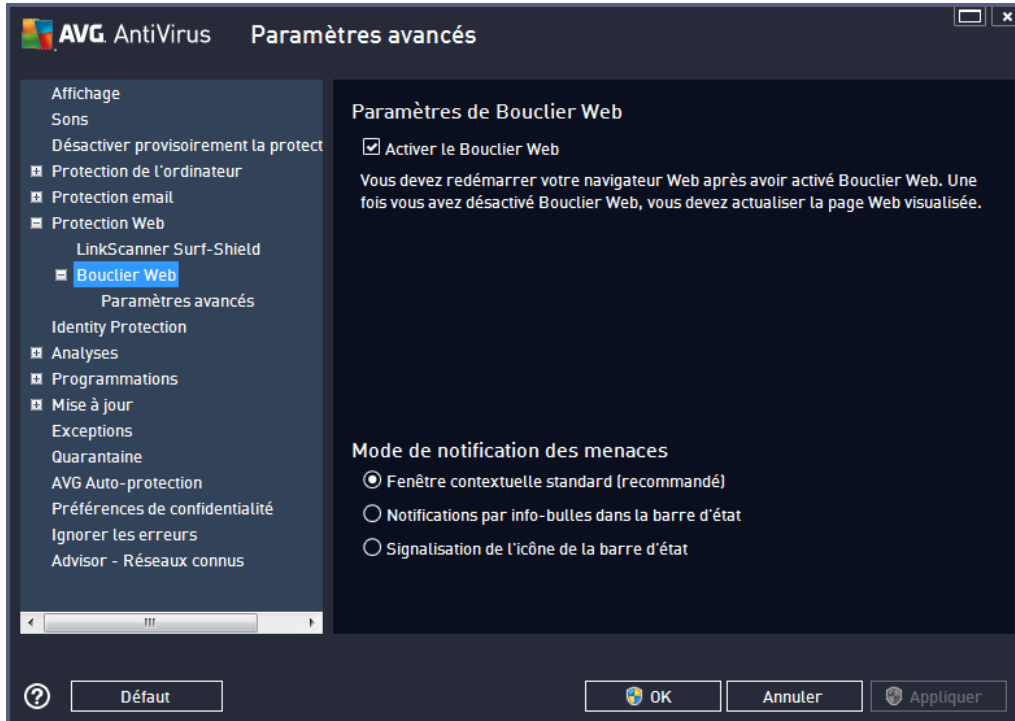 AVG AntiVirus Paramètres avancés
Affichage
Sons
Désactiver provisoirement la protect
Protection de l'ordinateur
Protection email
Protection Web
LinkScanner Surf-Shield
Bouclier Web
Paramètres avancés
Identity Protection
Analyses
Programmations
Mise à jour
Exceptions
Quarantaine
AVG Auto-protection
Préférences de confidentialité
Ignorer les erreurs
Advisor - Réseaux connus
Paramètres de Bouclier Web
Activer le Bouclier Web
Vous devez redémarrer votre navigateur Web après avoir activé Bouclier Web. Une
fois vous avez désactivé Bouclier Web, vous devez actualiser la page Web visualisée.
Mode de notification des menaces
Fenêtre contextuelle standard (recommandé)
Notifications par info-bulles dans la barre d'état
Signalisation de l'icône de la barre d'état
? Défaut OK Annuler Appliquer